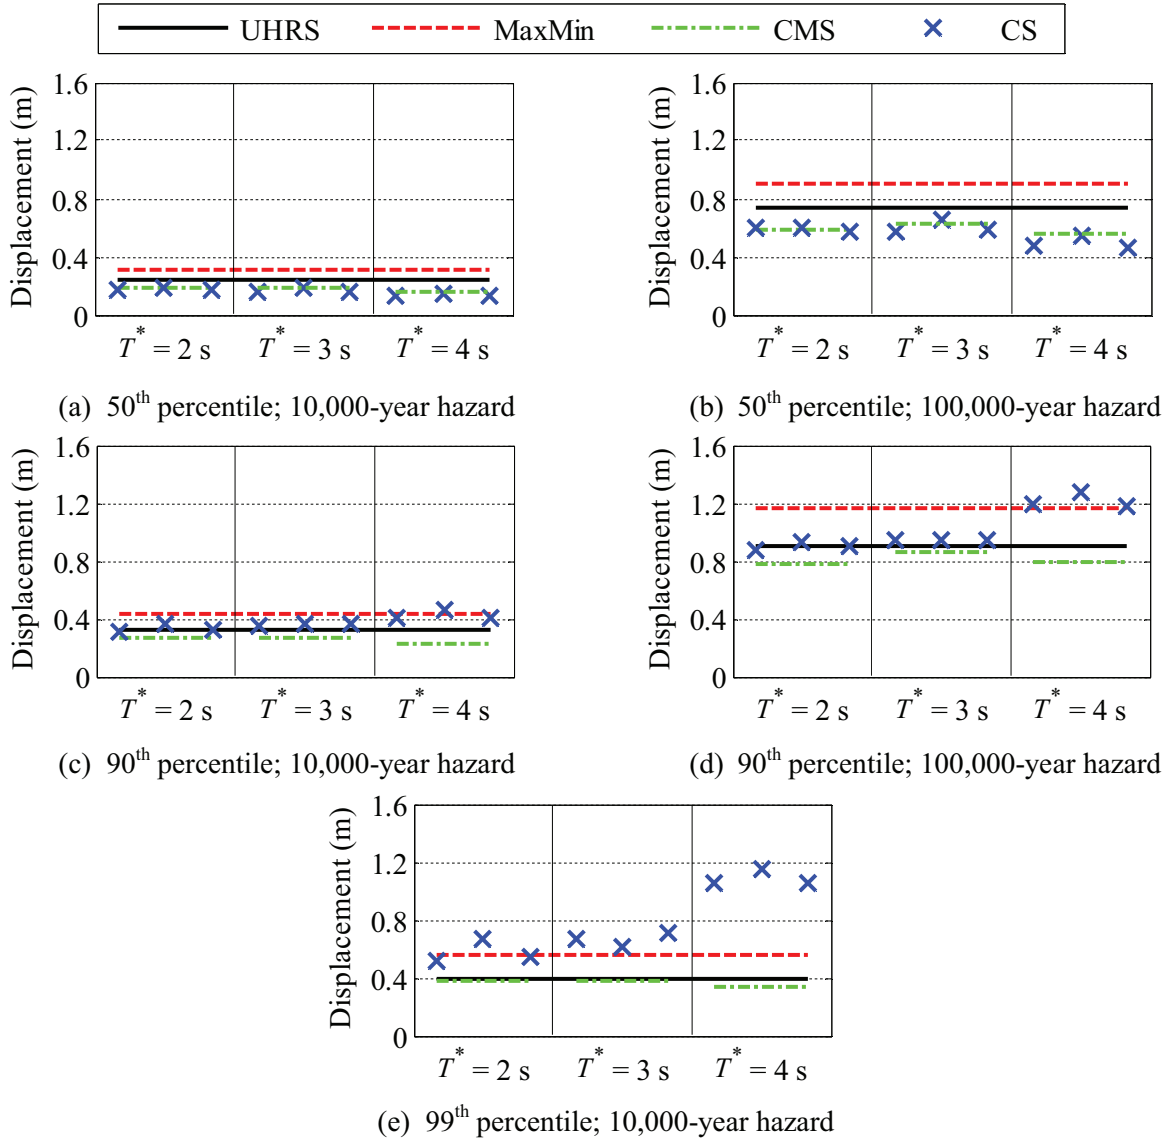 UHRS MaxMin CMS CS
Displacement (m)
1.6
1.2
0.8
0.4
0
T* = 2 s T* = 3 s T* = 4 s
(a) 50th percentile; 10,000-year hazard
Displacement (m)
1.6
1.2
0.8
0.4
0
T* = 2 s T* = 3 s T* = 4 s
(b) 50th percentile; 100,000-year hazard
Displacement (m)
1.6
1.2
0.8
0.4
0
T* = 2 s T* = 3 s T* = 4 s
(c) 90th percentile; 10,000-year hazard
Displacement (m)
1.6
1.2
0.8
0.4
0
T* = 2 s T* = 3 s T* = 4 s
(d) 90th percentile; 100,000-year hazard
Displacement (m)
1.6
1.2
0.8
0.4
0
T* = 2 s T* = 3 s T* = 4 s
(e) 99th percentile; 10,000-year hazard